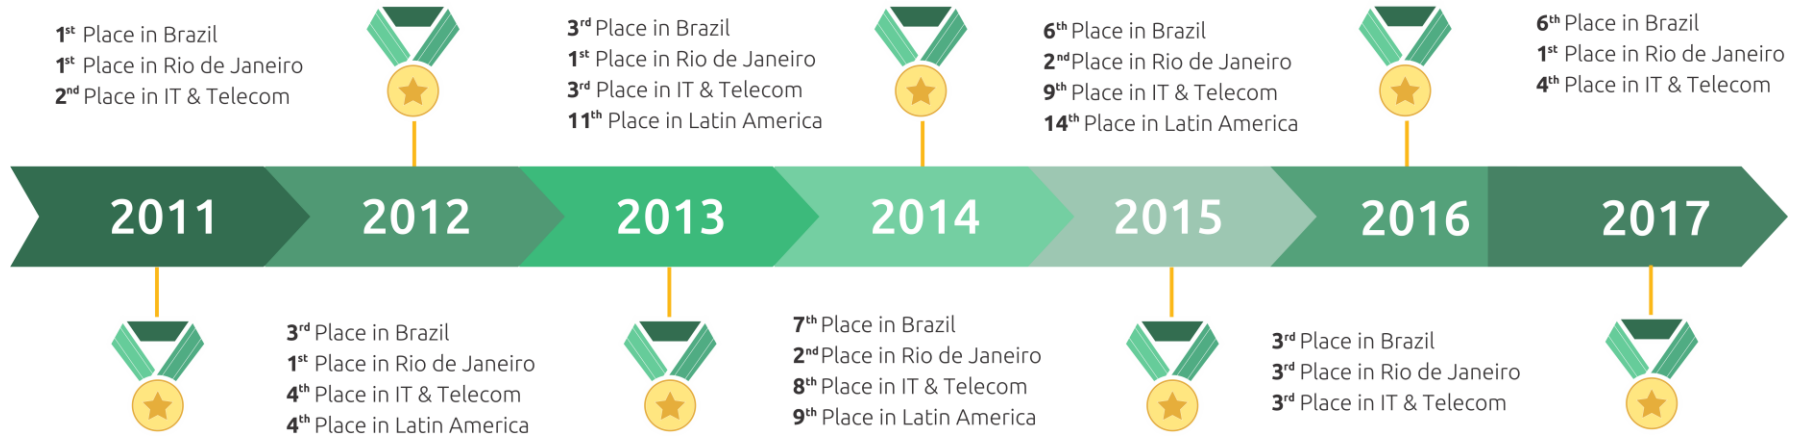 1st Place in Brazil
1st Place in Rio de Janeiro
2nd Place in IT & Telecom
3rd Place in Brazil
1st Place in Rio de Janeiro
3rd Place in IT & Telecom
11th Place in Latin America
6th Place in Brazil
2nd Place in Rio de Janeiro
9th Place in IT & Telecom
14th Place in Latin America
6th Place in Brazil
1st Place in Rio de Janeiro
4th Place in IT & Telecom
2011 2012 2013 2014 2015 2016 2017
3rd Place in Brazil
1st Place in Rio de Janeiro
4th Place in IT & Telecom
4th Place in Latin America
7th Place in Brazil
2nd Place in Rio de Janeiro
8th Place in IT & Telecom
9th Place in Latin America
3rd Place in Brazil
3rd Place in Rio de Janeiro
3rd Place in IT & Telecom